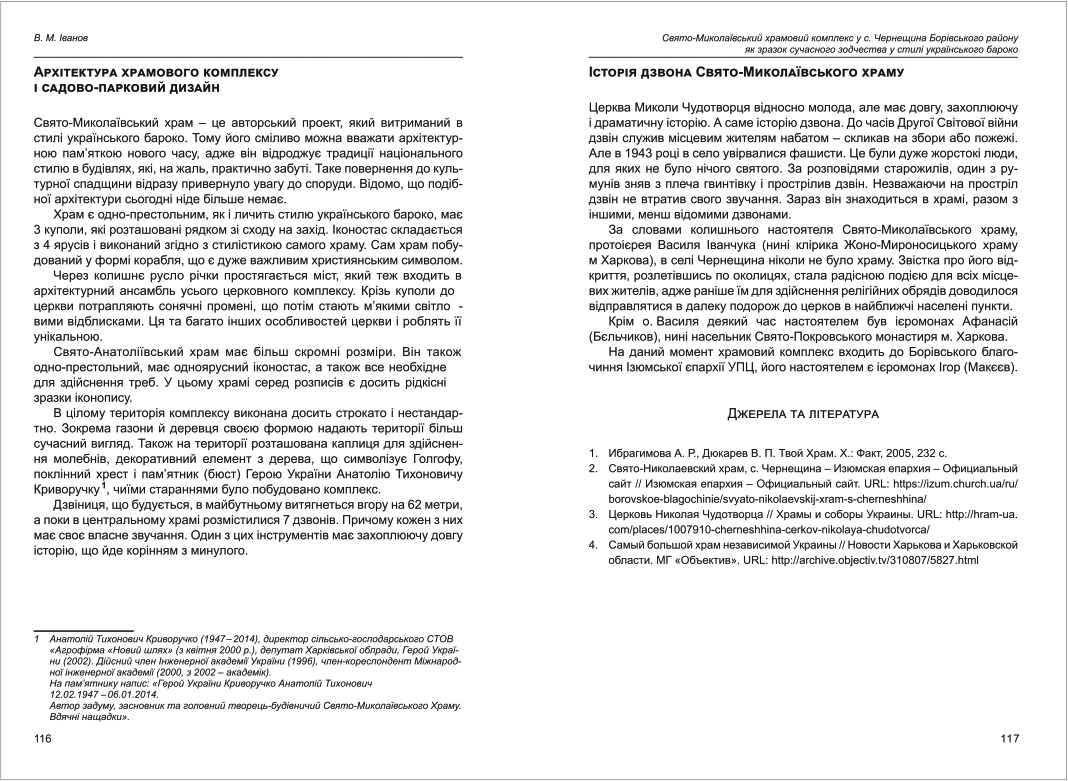 В. М. Іванов
Архітектура храмового комплексу
і садово-парковий дизайн
Свято-Миколаївський храм – це авторський проект, який витриманий в
стилі українського бароко. Тому його сміливо можна вважати архітектур-
ною пам’яткою нового часу, адже він відроджує традиції національного
стилю в будівлях, які, на жаль, практично забуті. Таке повернення до куль-
турної спадщини відразу привернуло увагу до споруди. Відомо, що подіб-
ної архітектури сьогодні ніде більше немає.
Храм є одно-престольним, як і личить стилю українського бароко, має
3 куполи, які розташовані рядком зі сходу на захід. Іконостас складається
з 4 ярусів і виконаний згідно з стилістикою самого храму. Сам храм побу-
дований у формі корабля, що є дуже важливим християнським символом.
Через колишнє русло річки простягається міст, який теж входить в
архітектурний ансамбль усього церковного комплексу. Крізь куполи до
церкви потрапляють сонячні промені, що потім стають м’якими світло -
вими відблисками. Ця та багато інших особливостей церкви і роблять її
унікальною.
Свято-Анатоліївський храм має більш скромні розміри. Він також
одно-престольний, має одноярусний іконостас, а також все необхідне
для здійснення треб. У цьому храмі серед розписів є досить рідкісні
зразки іконопису.
В цілому територія комплексу виконана досить строкато і нестандар-
тно. Зокрема газони й деревця своєю формою надають території більш
сучасний вигляд. Також на території розташована каплиця для здійснен-
ня молебнів, декоративний елемент з дерева, що символізує Голгофу,
поклінний хрест і пам’ятник (бюст) Герою України Анатолію Тихоновичу
Криворучку1, чиїми стараннями було побудовано комплекс.
Дзвіниця, що будується, в майбутньому витягнеться вгору на 62 метри,
а поки в центральному храмі розмістилися 7 дзвонів. Причому кожен з них
має своє власне звучання. Один з цих інструментів має захоплюючу довгу
історію, що йде корінням з минулого.
1 Анатолій Тихонович Криворучко (1947–2014), директор сільсько-господарського СТОВ
«Агрофірма «Новий шлях» (з квітня 2000 р.), депутат Харківської облради, Герой Украї-
ни (2002). Дійсний член Інженерної академії України (1996), член-кореспондент Міжнарод-
ної інженерної академії (2000, з 2002 – академік).
На пам’ятнику напис: «Герой України Криворучко Анатолій Тихонович
12.02.1947 – 06.01.2014.
Автор задуму, засновник та головний творець-будівничий Свято-Миколаївського Храму.
Вдячні нащадки».
116
Свято-Миколаївський храмовий комплекс у с. Чернещина Борівського району
як зразок сучасного зодчества у стилі українського бароко
Історія дзвона Свято-Миколаївського храму
Церква Миколи Чудотворця відносно молода, але має довгу, захоплюючу
і драматичну історію. А саме історію дзвона. До часів Другої Світової війни
дзвін служив місцевим жителям набатом – скликав на збори або пожежі.
Але в 1943 році в село увірвалися фашисти. Це були дуже жорстокі люди,
для яких не було нічого святого. За розповідями старожилів, один з ру-
мунів зняв з плеча гвинтівку і прострілив дзвін. Незважаючи на простріл
дзвін не втратив свого звучання. Зараз він знаходиться в храмі, разом з
іншими, менш відомими дзвонами.
За словами колишнього настоятеля Свято-Миколаївського храму,
протоієрея Василя Іванчука (нині клірика Жоно-Мироносицького храму
м Харкова), в селі Чернещина ніколи не було храму. Звістка про його від-
криття, розлетівшись по околицях, стала радісною подією для всіх місце-
вих жителів, адже раніше їм для здійснення релігійних обрядів доводилося
відправлятися в далеку подорож до церков в найближчі населені пункти.
Крім о. Василя деякий час настоятелем був ієромонах Афанасій
(Бєльчиков), нині насельник Свято-Покровського монастиря м. Харкова.
На даний момент храмовий комплекс входить до Борівського благо-
чиння Ізюмської єпархії УПЦ, його настоятелем є ієромонах Ігор (Макєєв).
Джерела та література
1. Ибрагимова А. Р., Дюкарев В. П. Твой Храм. Х.: Факт, 2005, 232 с.
2. Свято-Николаевский храм, с. Чернещина – Изюмская епархия – Официальный
сайт // Изюмская епархия – Официальный сайт. URL: https://izum.church.ua/ru/
borovskoe-blagochinie/svyato-nikolaevskij-xram-s-cherneshhina/
3. Церковь Николая Чудотворца // Храмы и соборы Украины. URL: http://hram-ua.
com/places/1007910-cherneshhina-cerkov-nikolaya-chudotvorca/
4. Самый большой храм независимой Украины // Новости Харькова и Харьковской
области. МГ «Объектив». URL: http://archive.objectiv.tv/310807/5827.html
117